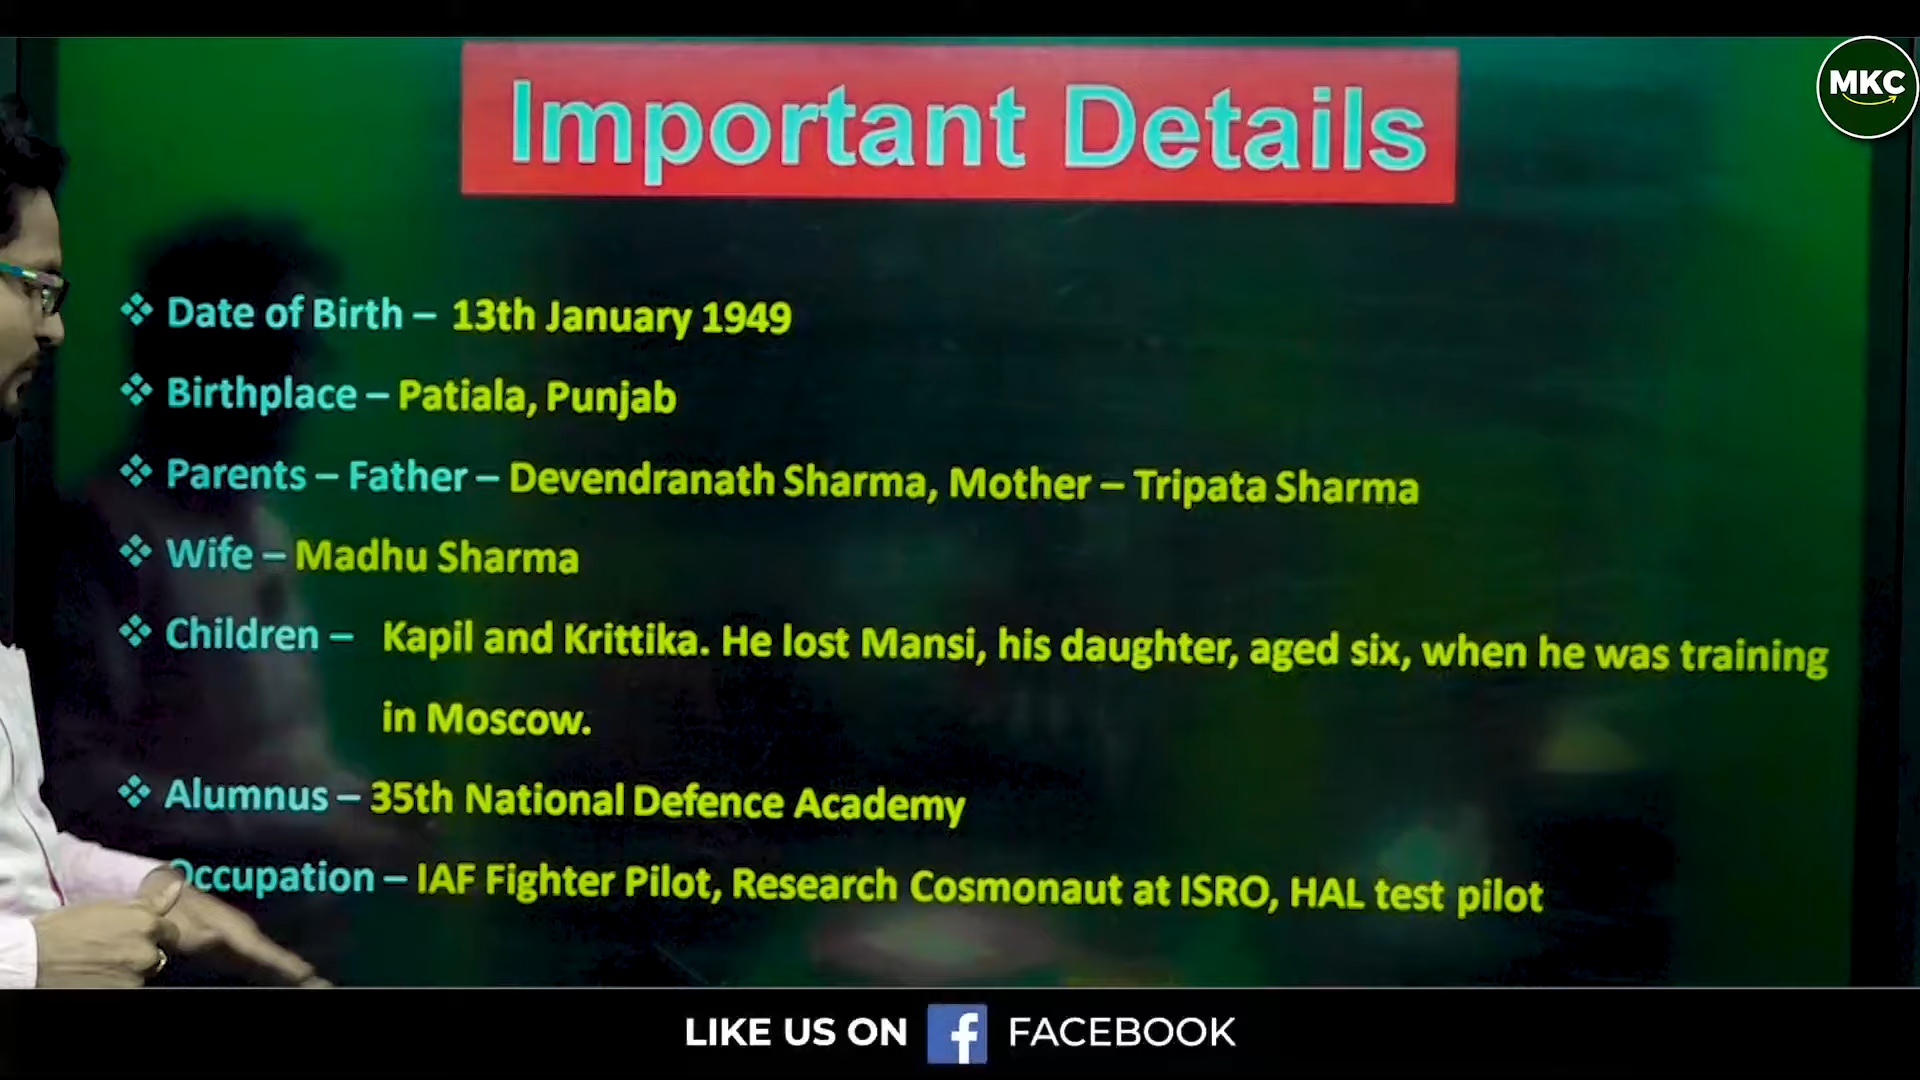 Important Details
MKC
❖ Date of Birth – 13th January 1949
❖ Birthplace – Patiala, Punjab
❖ Parents – Father – Devendranath Sharma, Mother – Tripata Sharma
❖ Wife – Madhu Sharma
❖ Children – Kapil and Krittika. He lost Mansi, his daughter, aged six, when he was training
in Moscow.
❖ Alumnus – 35th National Defence Academy
Occupation – IAF Fighter Pilot, Research Cosmonaut at ISRO, HAL test pilot
LIKE US ON f FACEBOOK